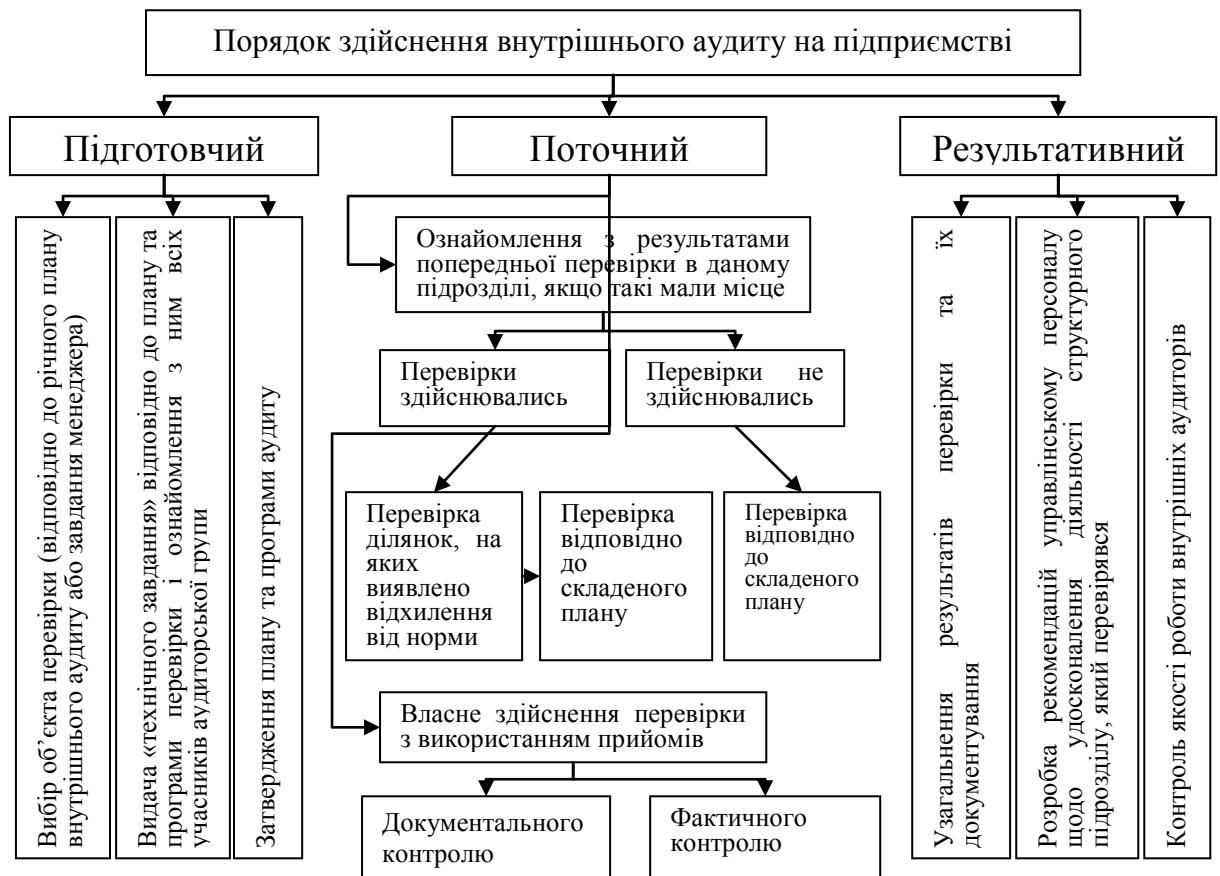 Порядок здійснення внутрішнього аудиту на підприємстві
Підготовчий
Вибір об’єкта перевірки (відповідно до річного плану
внутрішнього аудиту або завдання менеджера)
Видача «технічного завдання» відповідно до плану та
програми перевірки і ознайомлення з ним всіх
учасників аудиторської групи
Затвердження плану та програми аудиту
Поточний
Ознайомлення з результатами
попередньої перевірки в даному
підрозділі, якщо такі мали місце
Перевірки
здійснювались
Перевірки не
здійснювались
Перевірка
ділянок, на
яких
виявлено
відхилення
від норми
Перевірка
відповідно
до
складеного
плану
Перевірка
відповідно
до
складеного
плану
Власне здійснення перевірки
з використанням прийомів
Документального
контролю
Фактичного
контролю
Результативний
Узагальнення результатів перевірки та їх
документування
Розробка рекомендацій управлінському персоналу
щодо удосконалення діяльності структурного
підрозділу, який перевірявся
Контроль якості роботи внутрішніх аудиторів